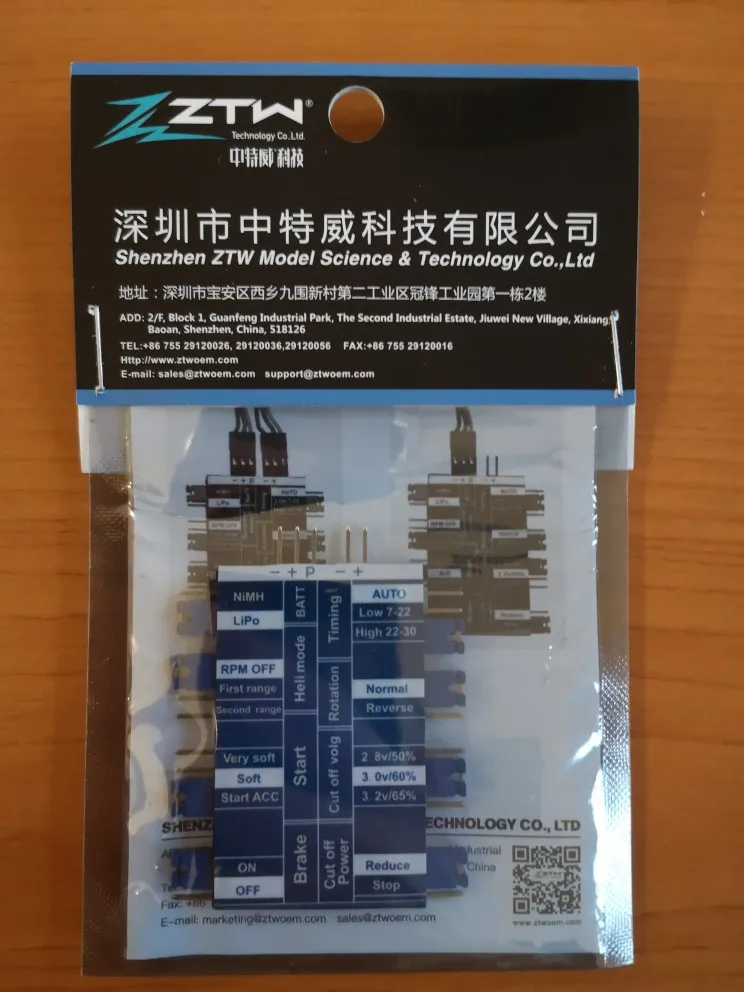 ZTW®
Technology Co.,Ltd.
中特威科技
深圳市中特威科技有限公司
Shenzhen ZTW Model Science & Technology Co.,Ltd
地址：深圳市宝安区西乡九围新村第二工业区冠锋工业园第一栋2楼
ADD: 2/F, Block 1, Guanfeng Industrial Park, The Second Industrial Estate, Jiuwei New Village, Xixiang,
Baoan, Shenzhen, China, 518126
TEL:+86 755 29120026, 29120036,29120056 FAX:+86 755 29120016
Http://www.ztwoem.com
E-mail: sales@ztwoem.com support@ztwoem.com
- + P - +
NiMH
LiPo
BATT
RPM OFF
First range
Second range
Heli mode
Very soft
Soft
Start ACC
Start
ON
OFF
Brake
Timing
AUTO
Low 7-22
High 22-30
Rotation
Normal
Reverse
Cut off volg
2.8v/50%
3.0v/60%
3.2v/65%
Cut off
Power
Reduce
Stop
SHENZ
ECHNOLOGY CO., LTD
China
Fax: +86
E-mail: marketing@ztwoem.com sales@ztwoem.com
www.ztwoem.com